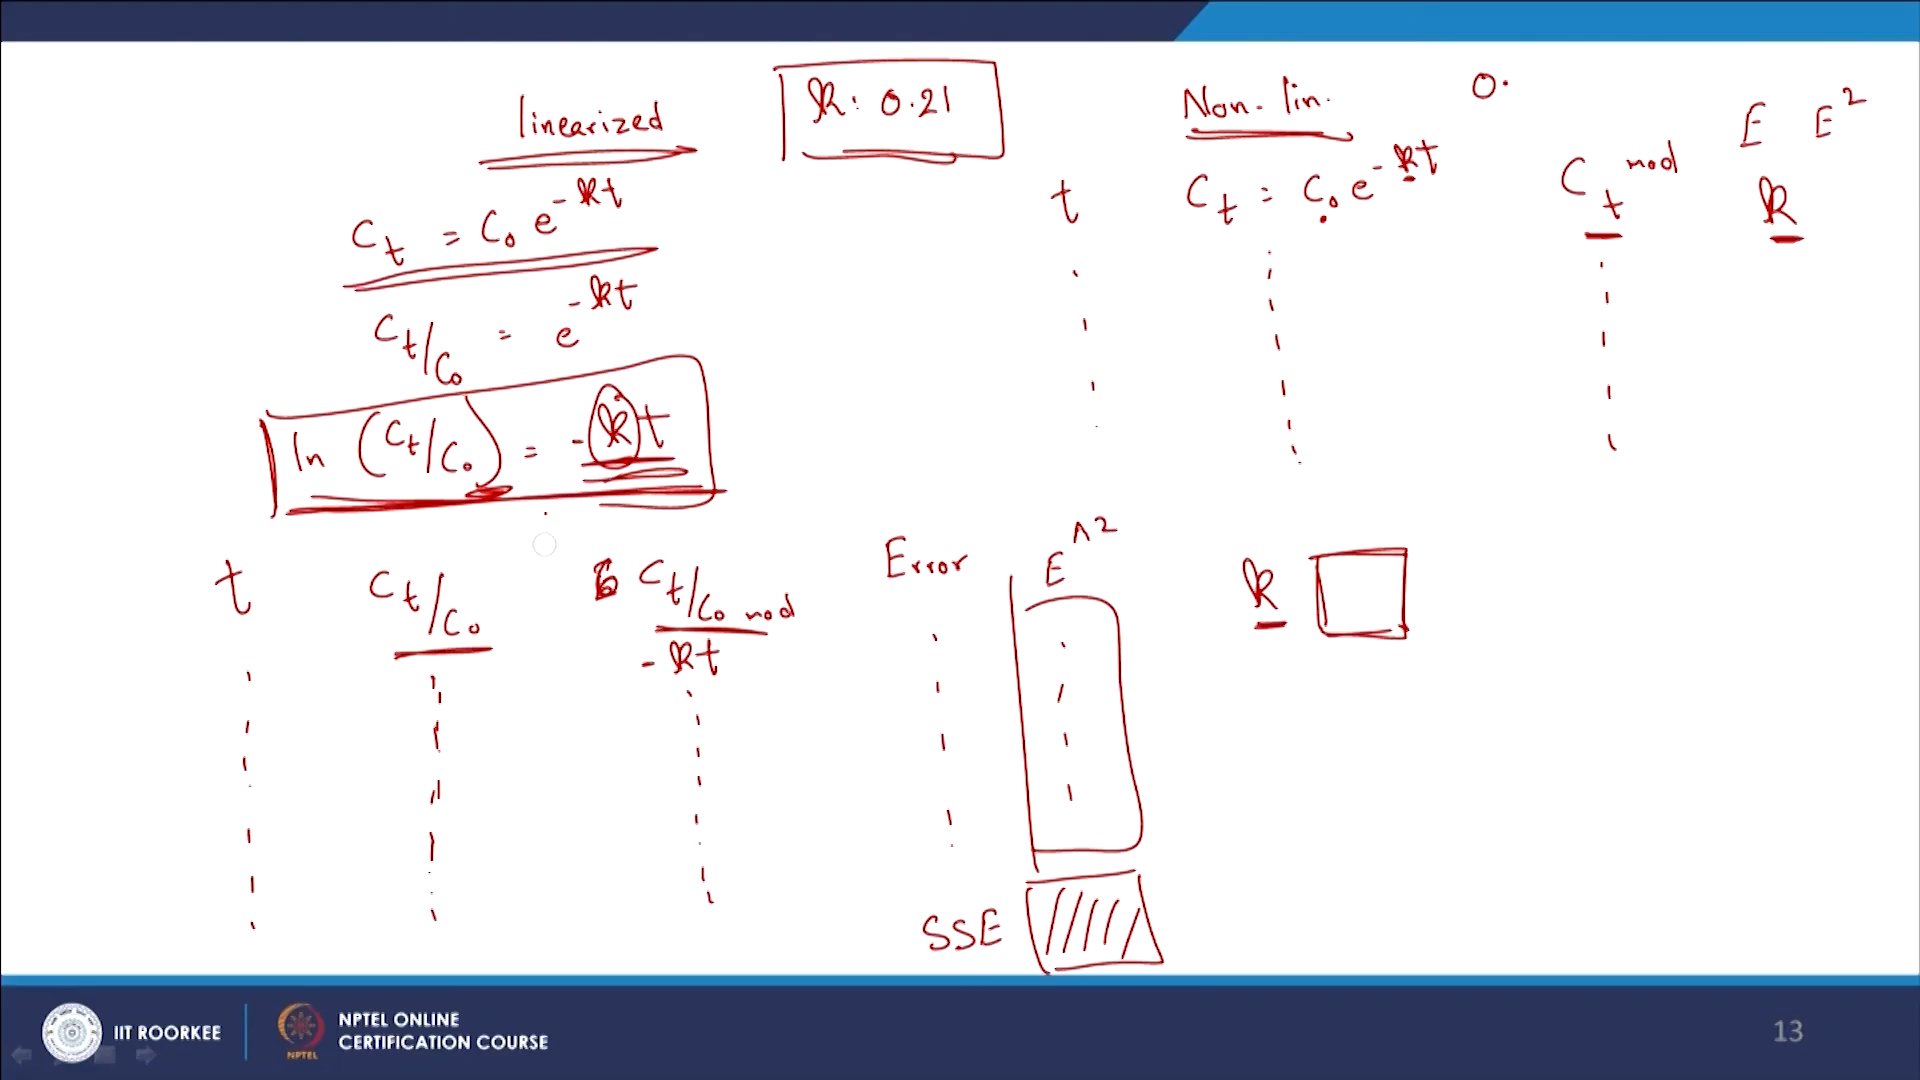 linearized
k: 0.21
C_t = C_0 e^{-kt}
C_t/C_0 = e^{-kt}
ln (C_t/C_0) = -kt
Non-lin.
0.
t C_t = C_0 e^{-kt} C_t mod E E^2
k
t C_t/C_0 C_t/C_0 mod Error E^2
-kt
k
SSE
IIT ROORKEE
NPTEL
NPTEL ONLINE
CERTIFICATION COURSE
13